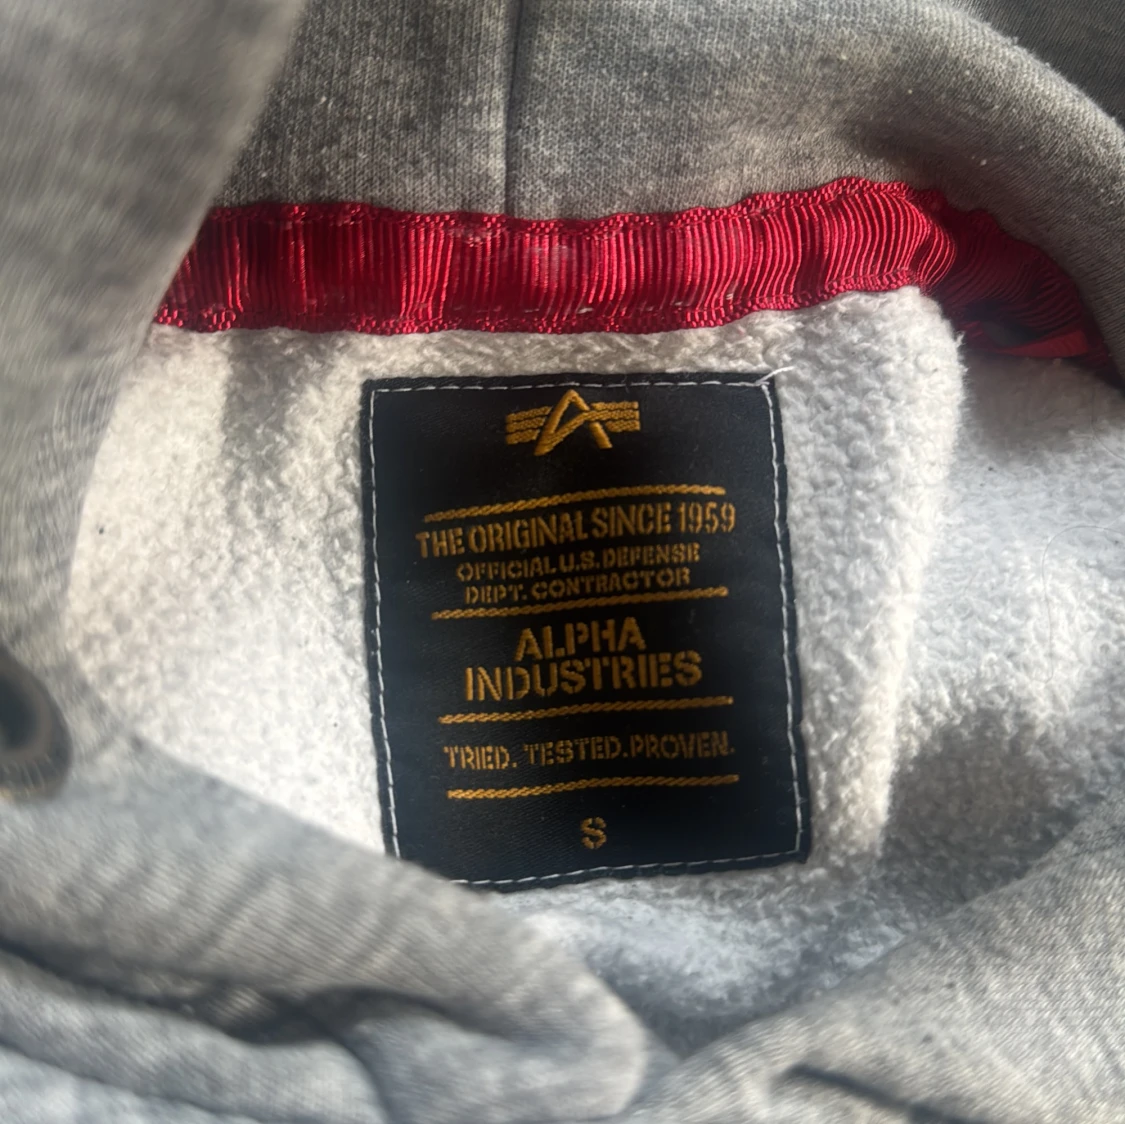 THE ORIGINAL SINCE 1959
OFFICIAL U.S. DEFENSE
DEPT. CONTRACTOR
ALPHA
INDUSTRIES
TRIED. TESTED. PROVEN.
S